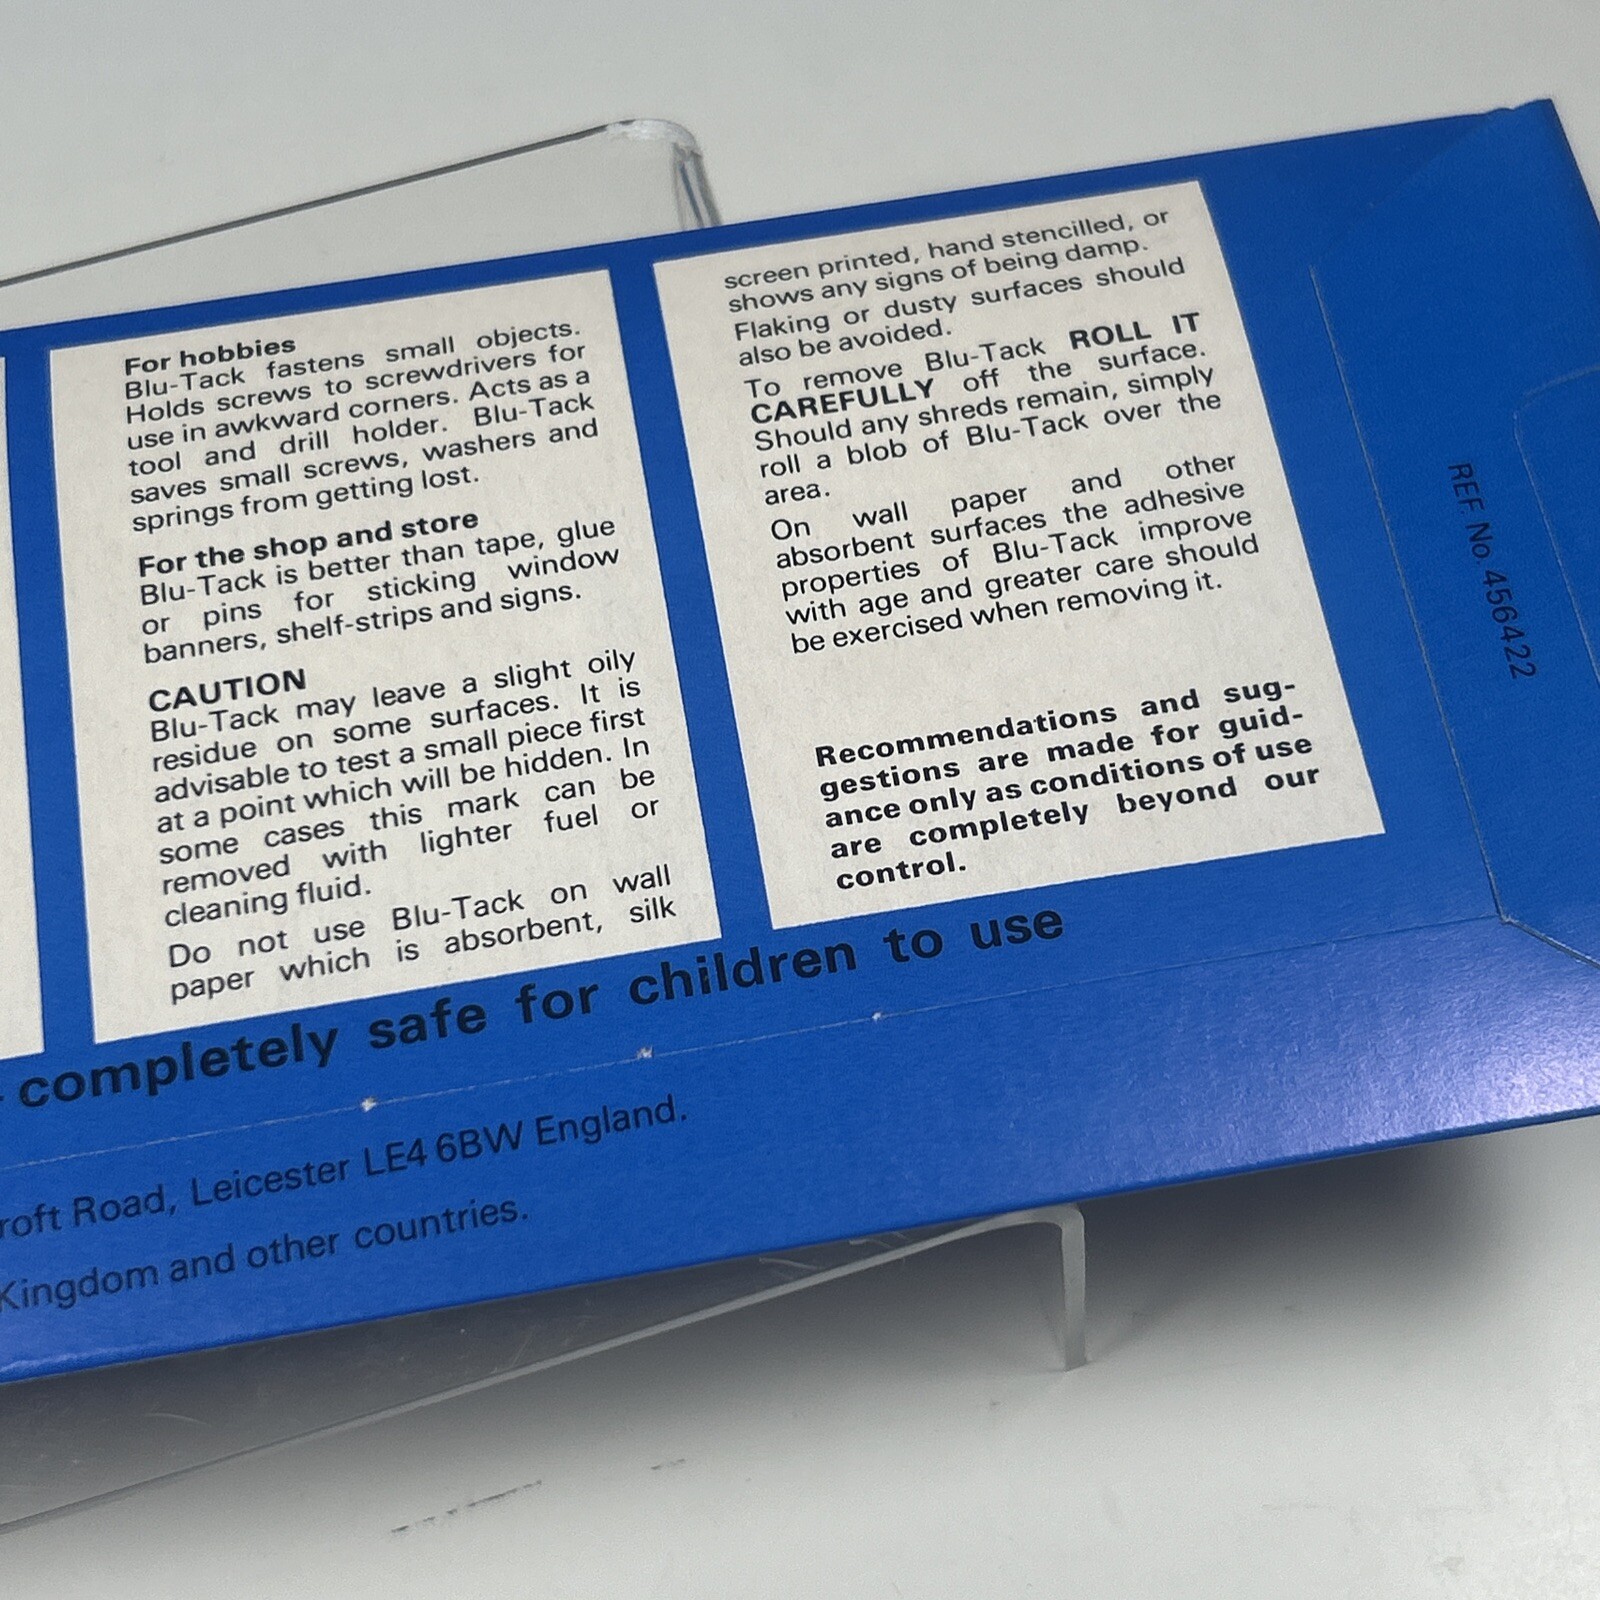 For hobbies
Blu-Tack fastens small objects.
Holds screws to screwdrivers for
use in awkward corners. Acts as a
tool and drill holder. Blu-Tack
saves small screws, washers and
springs from getting lost.
For the shop and store
Blu-Tack is better than tape, glue
or pins for sticking window
banners, shelf-strips and signs.
CAUTION
Blu-Tack may leave a slight oily
residue on some surfaces. It is
advisable to test a small piece first
at a point which will be hidden. In
some cases this mark can be
removed with lighter fuel or
cleaning fluid.
Do not use Blu-Tack on wall
paper which is absorbent, silk
screen printed, hand stencilled, or
shows any signs of being damp.
Flaking or dusty surfaces should
also be avoided.
To remove Blu-Tack ROLL IT
CAREFULLY off the surface.
Should any shreds remain, simply
roll a blob of Blu-Tack over the
area.
On wall paper and other
absorbent surfaces the adhesive
properties of Blu-Tack improve
with age and greater care should
be exercised when removing it.
Recommendations and sug-
gestions are made for guid-
ance only as conditions of use
are completely beyond our
control.
completely safe for children to use
roft Road, Leicester LE4 6BW England.
Kingdom and other countries.
REF. No. 456422